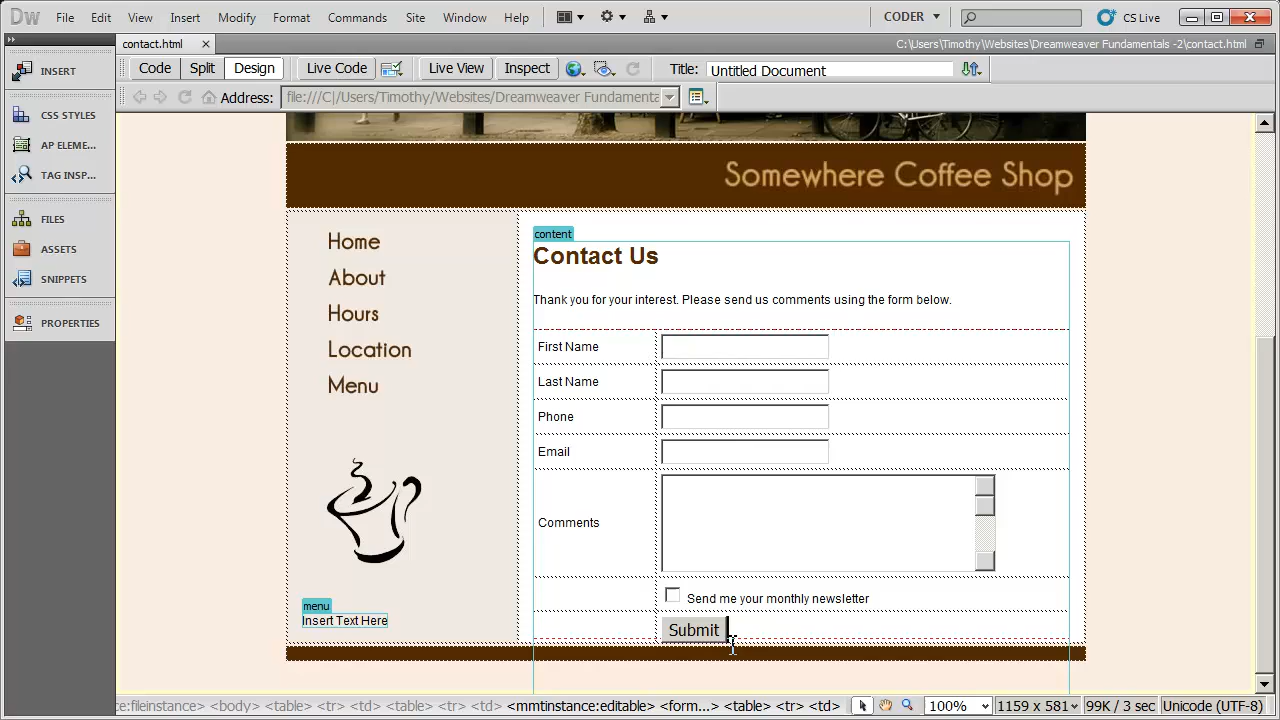 Dw File Edit View Insert Modify Format Commands Site Window Help CODER CS Live
contact.html C:\Users\Timothy\Websites\Dreamweaver Fundamentals -2\contact.html
Code Split Design Live Code Live View Inspect Title: Untitled Document
Address: file:///C|/Users/Timothy/Websites/Dreamweaver Fundamenta
INSERT
CSS STYLES
AP ELEME...
TAG INSP...
FILES
ASSETS
SNIPPETS
PROPERTIES
Somewhere Coffee Shop
Home
About
Hours
Location
Menu
menu
Insert Text Here
content
Contact Us
Thank you for your interest. Please send us comments using the form below.
First Name
Last Name
Phone
Email
Comments
Send me your monthly newsletter
Submit
:e:fileinstance> <body> <table> <tr> <td> <table> <tr> <td> <mmtinstance:editable> <form...> <table> <tr> <td> 100% 1159 x 581 99K / 3 sec Unicode (UTF-8)